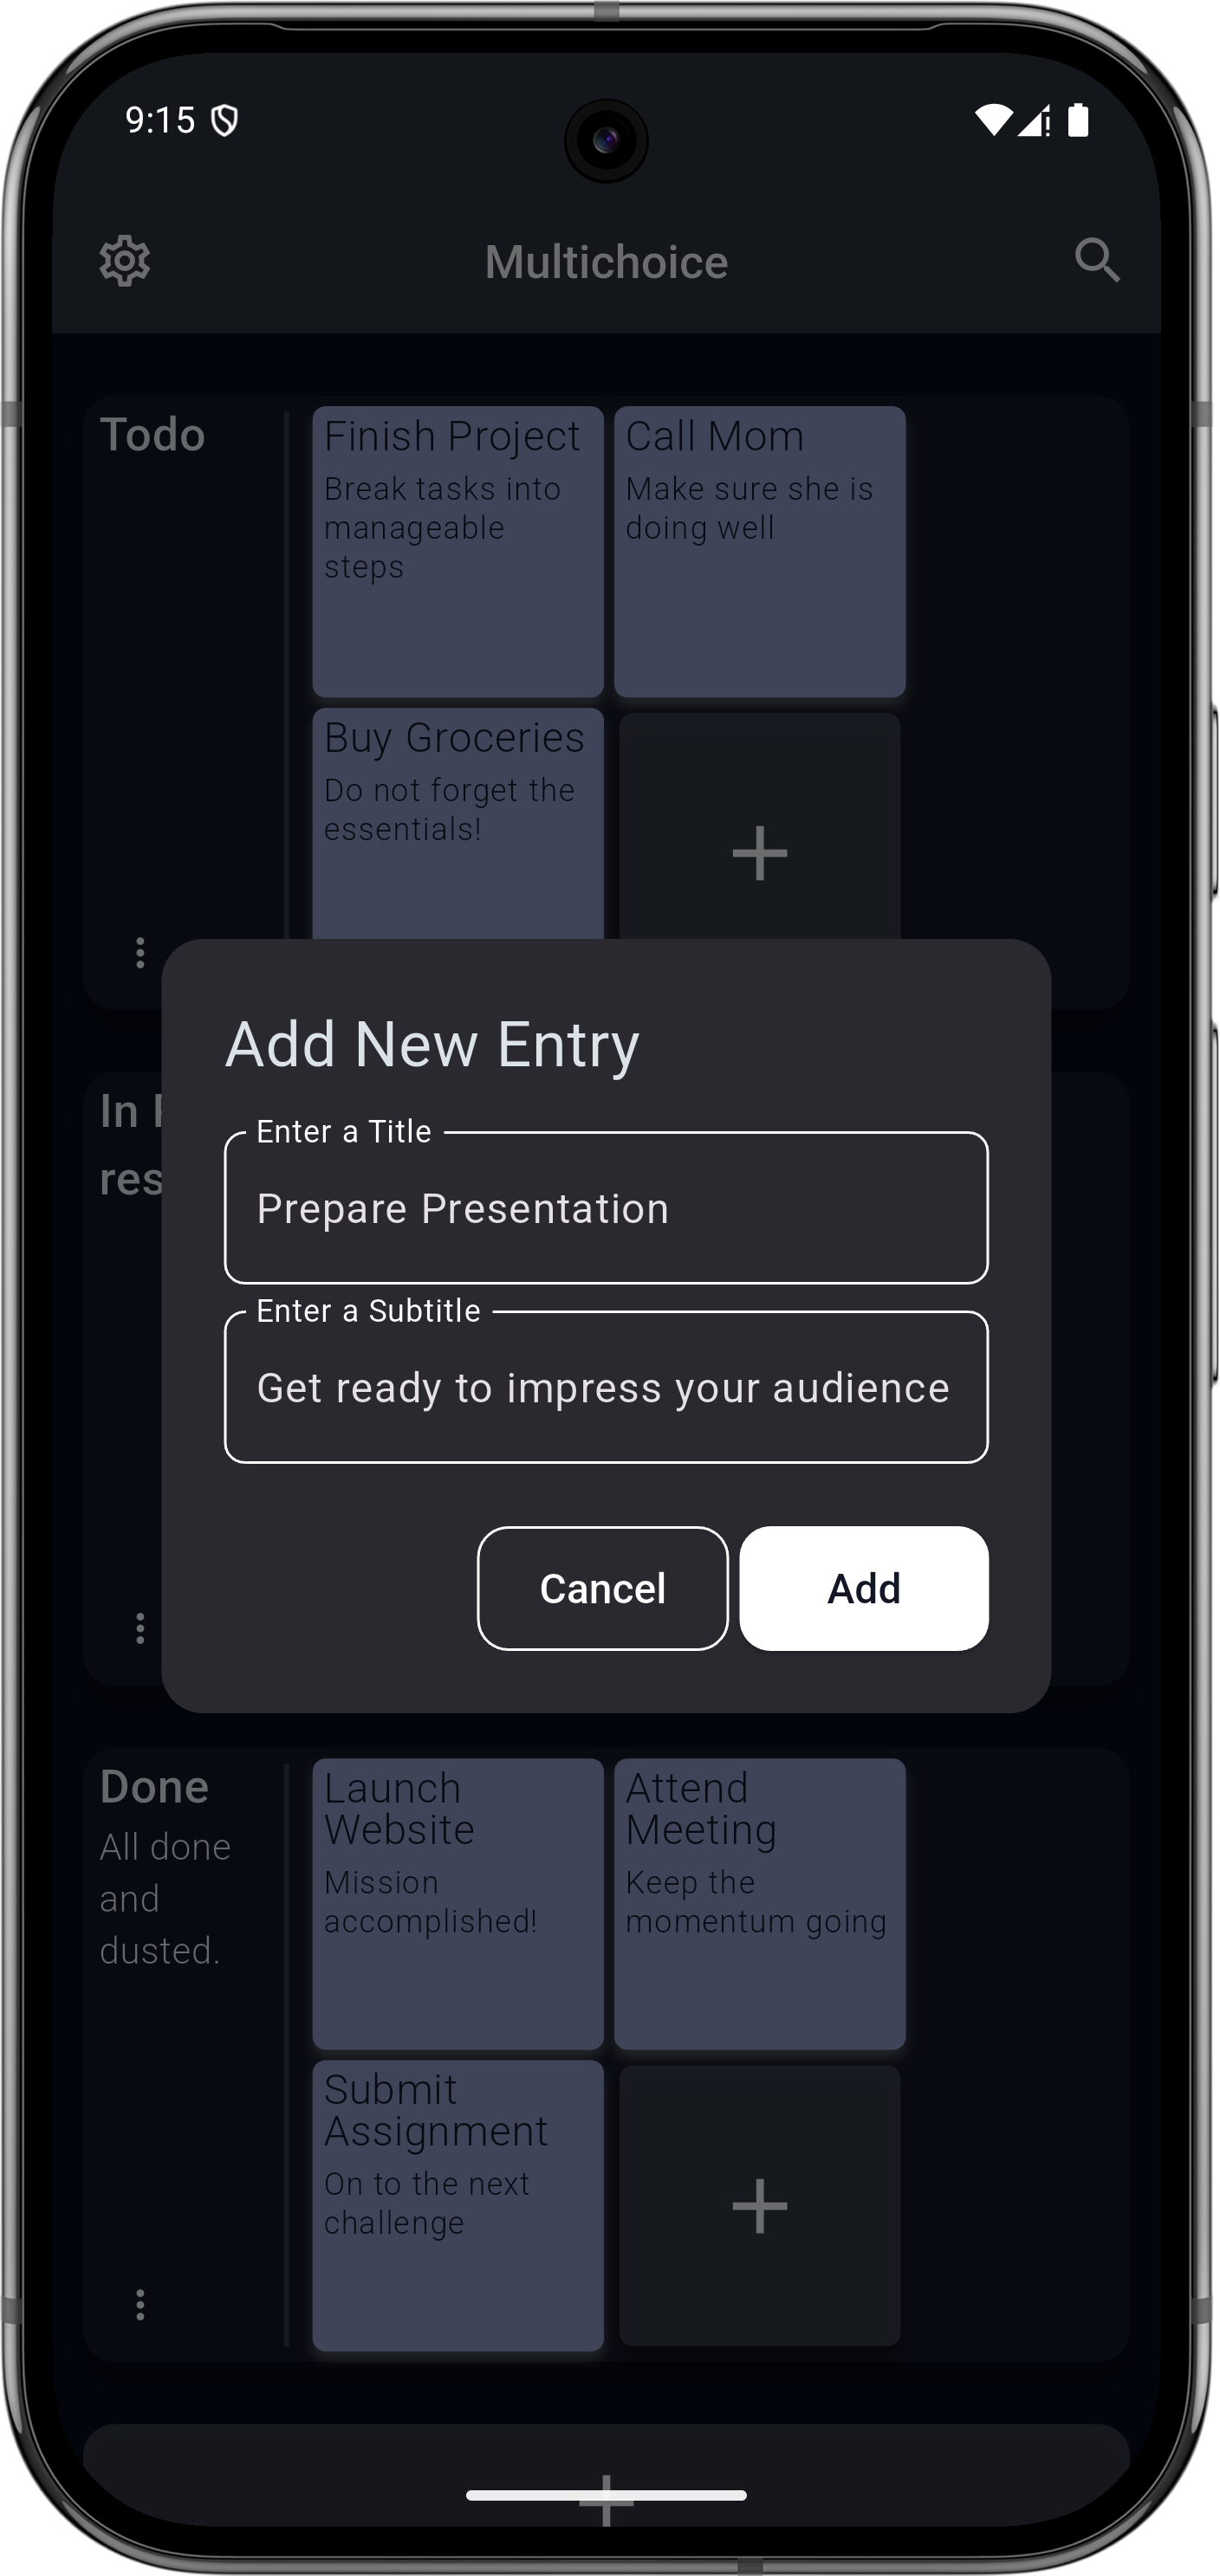 9:15
Multichoice
Todo
Finish Project
Break tasks into
manageable
steps
Call Mom
Make sure she is
doing well
Buy Groceries
Do not forget the
essentials!
In
res
Add New Entry
Enter a Title
Prepare Presentation
Enter a Subtitle
Get ready to impress your audience
Cancel
Add
Done
All done
and
dusted.
Launch
Website
Mission
accomplished!
Attend
Meeting
Keep the
momentum going
Submit
Assignment
On to the next
challenge